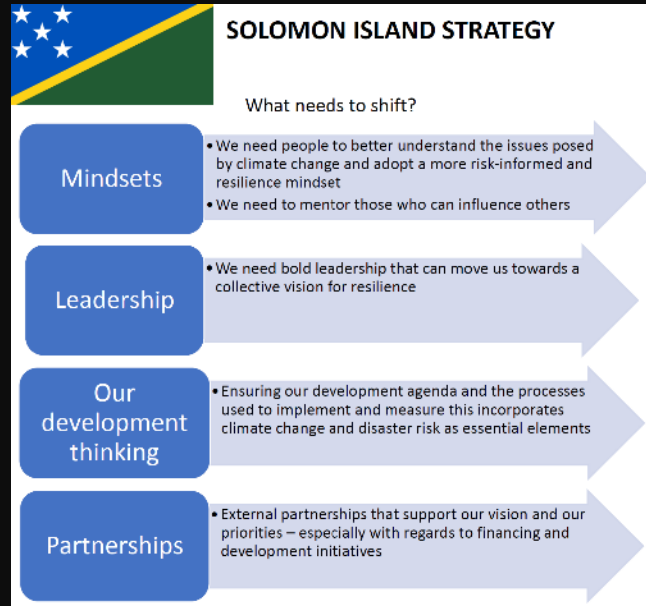 SOLOMON ISLAND STRATEGY
What needs to shift?
Mindsets
• We need people to better understand the issues posed
by climate change and adopt a more risk-informed and
resilience mindset
• We need to mentor those who can influence others
Leadership
• We need bold leadership that can move us towards a
collective vision for resilience
Our
development
thinking
• Ensuring our development agenda and the processes
used to implement and measure this incorporates
climate change and disaster risk as essential elements
Partnerships
• External partnerships that support our vision and our
priorities – especially with regards to financing and
development initiatives